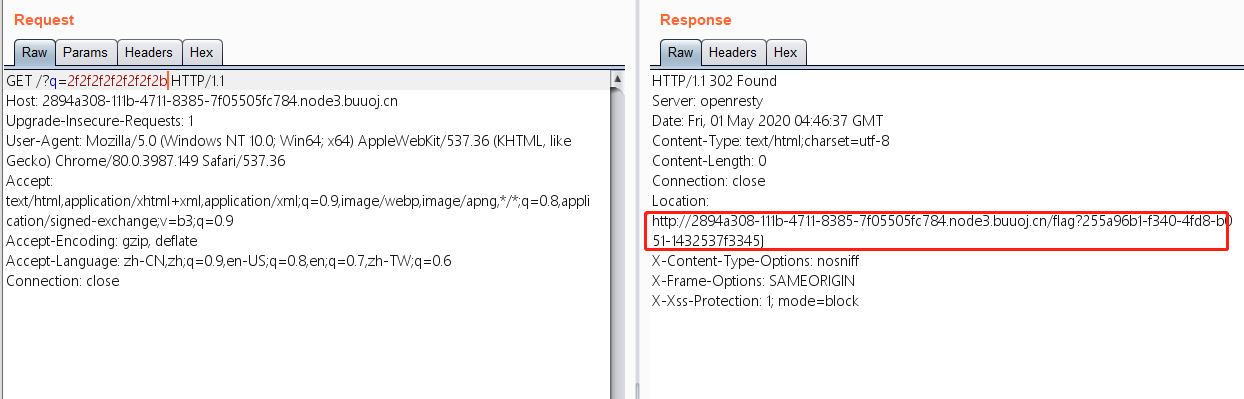 Request
Raw Params Headers Hex
GET /?q=2f2f2f2f2f2f2f2f2b HTTP/1.1
Host: 2894a308-111b-4711-8385-7f05505fc784.node3.buuoj.cn
Upgrade-Insecure-Requests: 1
User-Agent: Mozilla/5.0 (Windows NT 10.0; Win64; x64) AppleWebKit/537.36 (KHTML, like
Gecko) Chrome/80.0.3987.149 Safari/537.36
Accept:
text/html,application/xhtml+xml,application/xml;q=0.9,image/webp,image/apng,*/*;q=0.8,appli
cation/signed-exchange;v=b3;q=0.9
Accept-Encoding: gzip, deflate
Accept-Language: zh-CN,zh;q=0.9,en-US;q=0.8,en;q=0.7,zh-TW;q=0.6
Connection: close
Response
Raw Headers Hex
HTTP/1.1 302 Found
Server: openresty
Date: Fri, 01 May 2020 04:46:37 GMT
Content-Type: text/html;charset=utf-8
Content-Length: 0
Connection: close
Location:
http://2894a308-111b-4711-8385-7f05505fc784.node3.buuoj.cn/flag?255a96b1-f340-4fd8-b0
51-1432537f3345}
X-Content-Type-Options: nosniff
X-Frame-Options: SAMEORIGIN
X-Xss-Protection: 1; mode=block